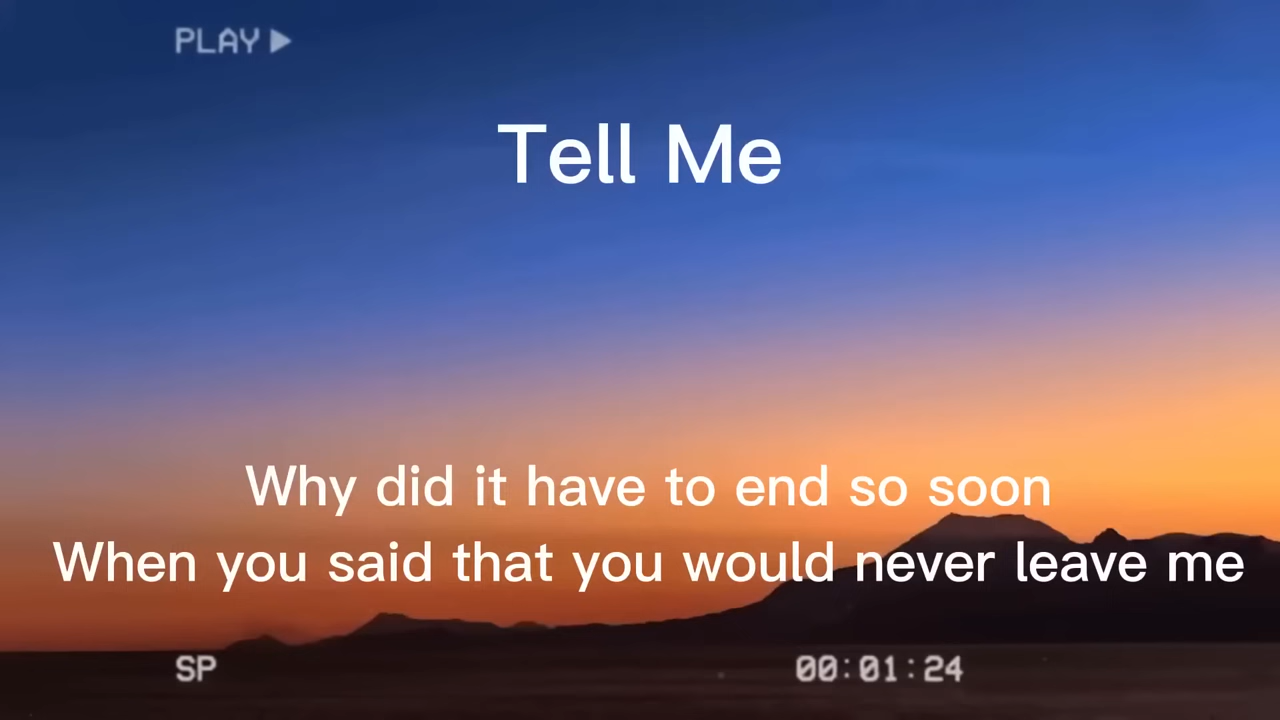 PLAY ▶
Tell Me
Why did it have to end so soon
When you said that you would never leave me
SP
00:01:24